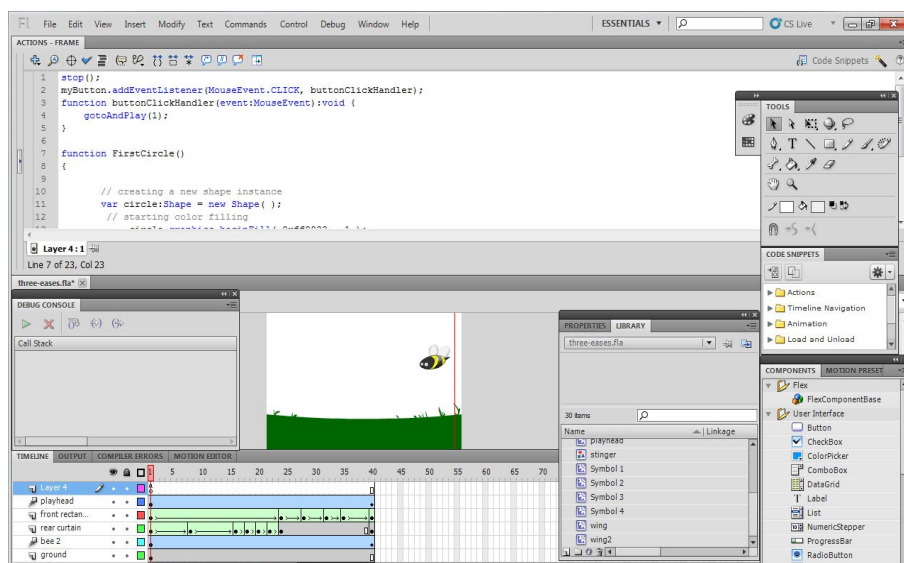 Fl File Edit View Insert Modify Text Commands Control Debug Window Help ESSENTIALS CS Live
ACTIONS - FRAME
Code Snippets
1 stop();
2 myButton.addEventListener(MouseEvent.CLICK, buttonClickHandler);
3 function buttonClickHandler(event:MouseEvent):void {
4 gotoAndPlay(1);
5 }
6
7 function FirstCircle()
8 {
9
10 // creating a new shape instance
11 var circle:Shape = new Shape( );
12 // starting color filling
Layer 4 : 1
Line 7 of 23, Col 23
three-eases.fla*
DEBUG CONSOLE
Call Stack
TIMELINE OUTPUT COMPILER ERRORS MOTION EDITOR
1 5 10 15 20 25 30 35 40 45 50 55 60 65 70
Layer 4
playhead
front rectan...
rear curtain
bee 2
ground
PROPERTIES LIBRARY
three-eases.fla
30 items
Name Linkage
playhead
stinger
Symbol 1
Symbol 2
Symbol 3
Symbol 4
wing
wing2
TOOLS
T
CODE SNIPPETS
Actions
Timeline Navigation
Animation
Load and Unload
COMPONENTS MOTION PRESET
Flex
FlexComponentBase
User Interface
Button
CheckBox
ColorPicker
ComboBox
DataGrid
T Label
List
NumericStepper
ProgressBar
RadioButton